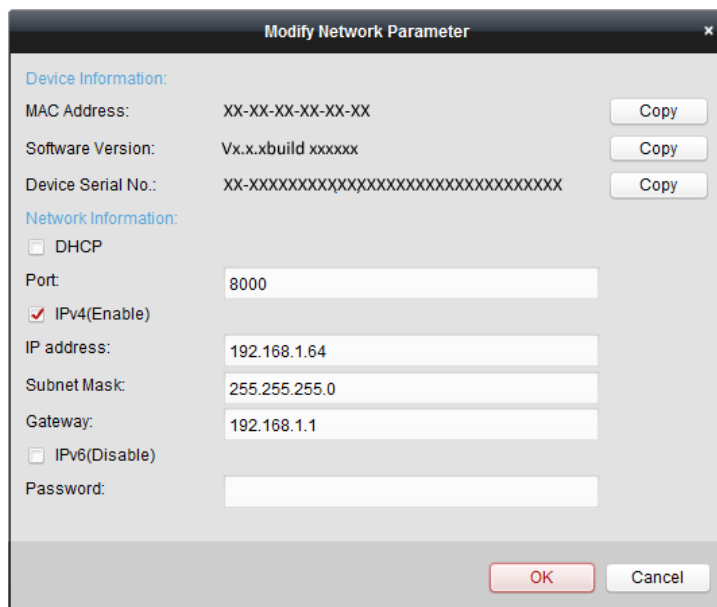 Modify Network Parameter ×
Device Information:
MAC Address: XX-XX-XX-XX-XX-XX Copy
Software Version: Vx.x.xbuild xxxxxx Copy
Device Serial No.: XX-XXXXXXXXXXXXXXXXXXXXXXXXXXXXXXX Copy
Network Information:
DHCP
Port: 8000
IPv4(Enable)
IP address: 192.168.1.64
Subnet Mask: 255.255.255.0
Gateway: 192.168.1.1
IPv6(Disable)
Password:
OK Cancel